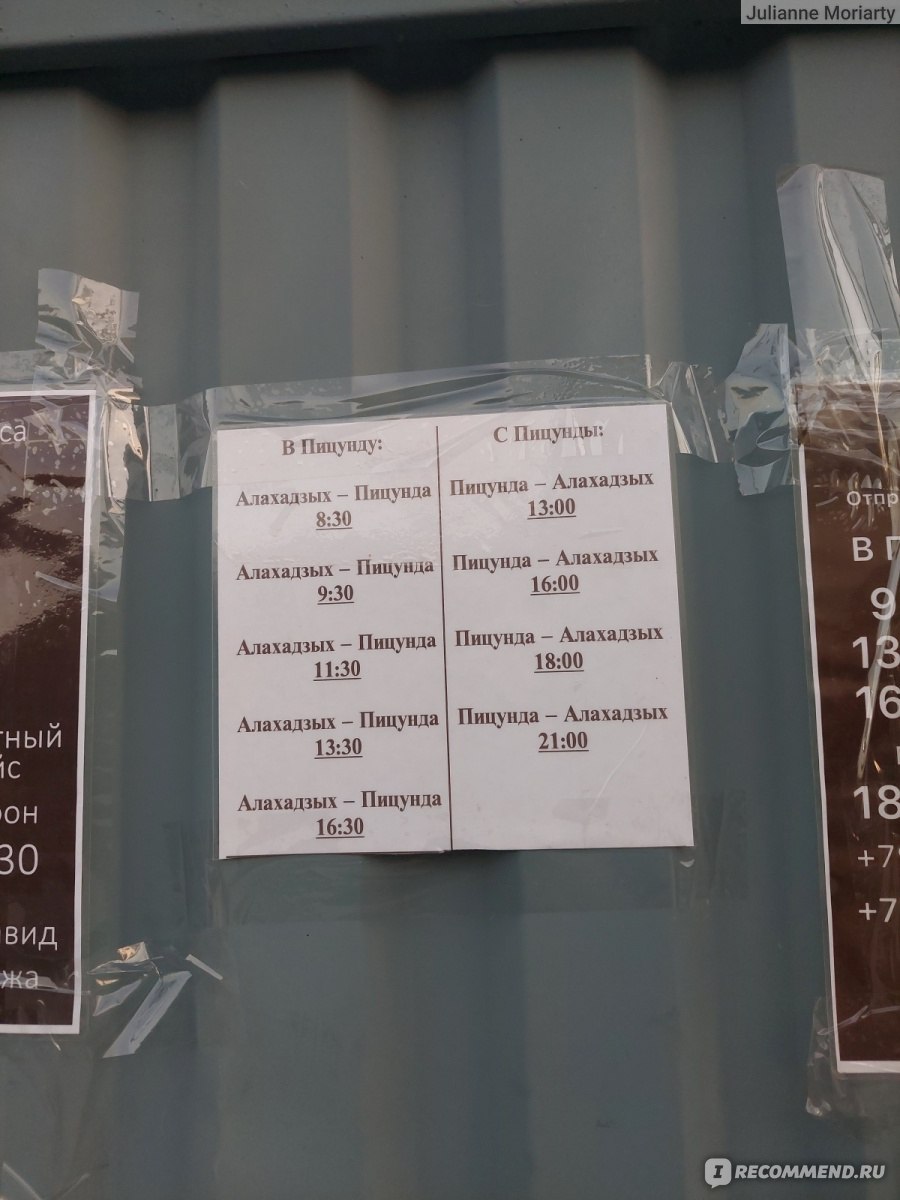 Julianne Moriarty
В Пицунду:
Алахадзых – Пицунда
8:30
Алахадзых – Пицунда
9:30
Алахадзых – Пицунда
11:30
Алахадзых – Пицунда
13:30
Алахадзых – Пицунда
16:30
С Пицунды:
Пицунда – Алахадзых
13:00
Пицунда – Алахадзых
16:00
Пицунда – Алахадзых
18:00
Пицунда – Алахадзых
21:00
IRECOMMEND.RU